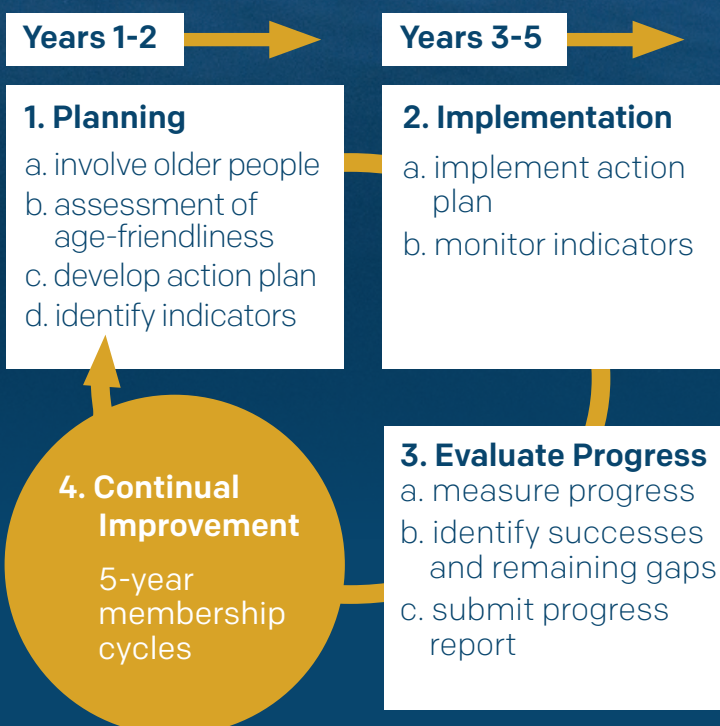 Years 1-2
Years 3-5
1. Planning
a. involve older people
b. assessment of
age-friendliness
c. develop action plan
d. identify indicators
2. Implementation
a. implement action
plan
b. monitor indicators
3. Evaluate Progress
a. measure progress
b. identify successes
and remaining gaps
c. submit progress
report
4. Continual
Improvement
5-year
membership
cycles